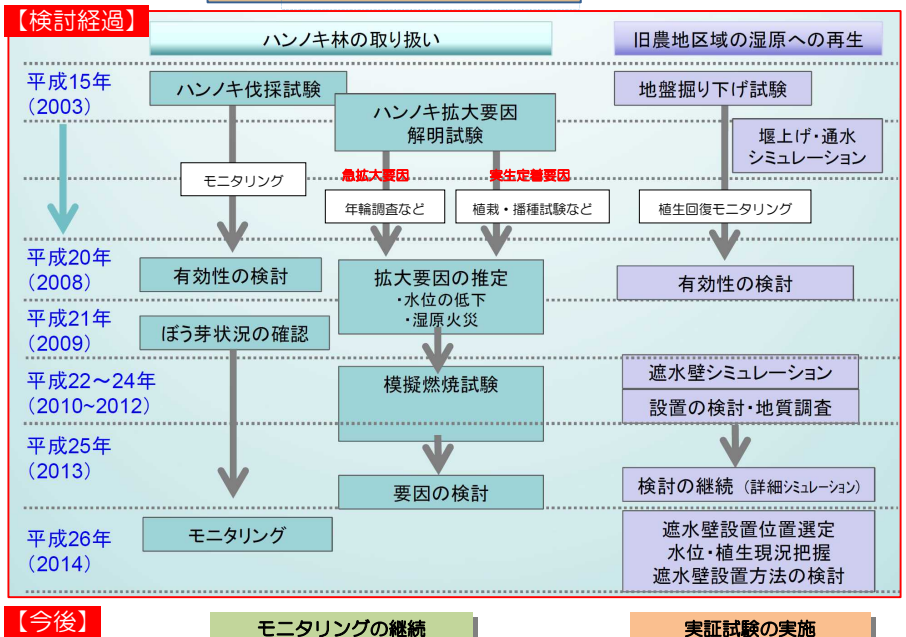 【検討経過】
ハンノキ林の取り扱い
旧農地区域の湿原への再生
平成15年
(2003)
ハンノキ伐採試験
ハンノキ拡大要因
解明試験
地盤掘り下げ試験
堰上げ・通水
シミュレーション
モニタリング
急拡大要因
実生定着要因
年輪調査など
植栽・播種試験など
植生回復モニタリング
平成20年
(2008)
有効性の検討
拡大要因の推定
・水位の低下
・湿原火災
有効性の検討
平成21年
(2009)
ぼう芽状況の確認
平成22～24年
(2010~2012)
模擬燃焼試験
遮水壁シミュレーション
設置の検討・地質調査
平成25年
(2013)
要因の検討
検討の継続（詳細シミュレーション）
平成26年
(2014)
モニタリング
遮水壁設置位置選定
水位・植生現況把握
遮水壁設置方法の検討
【今後】
モニタリングの継続
実証試験の実施